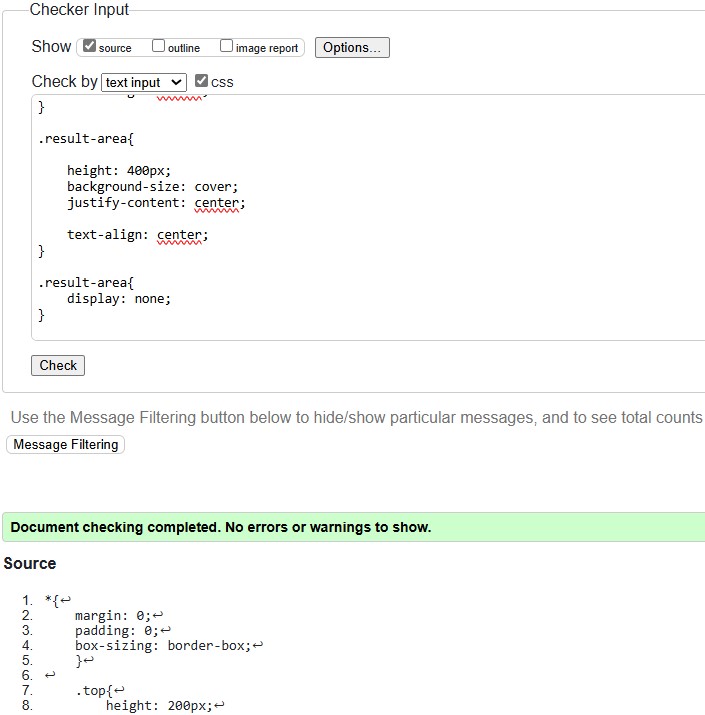 Checker Input
Show source outline image report Options...
Check by text input css
}
.result-area{
height: 400px;
background-size: cover;
justify-content: center;
text-align: center;
}
.result-area{
display: none;
}
Check
Use the Message Filtering button below to hide/show particular messages, and to see total counts
Message Filtering
Document checking completed. No errors or warnings to show.
Source
1. *{↩
2. margin: 0;↩
3. padding: 0;↩
4. box-sizing: border-box;↩
5. }↩
6. ↩
7. .top{↩
8. height: 200px;↩